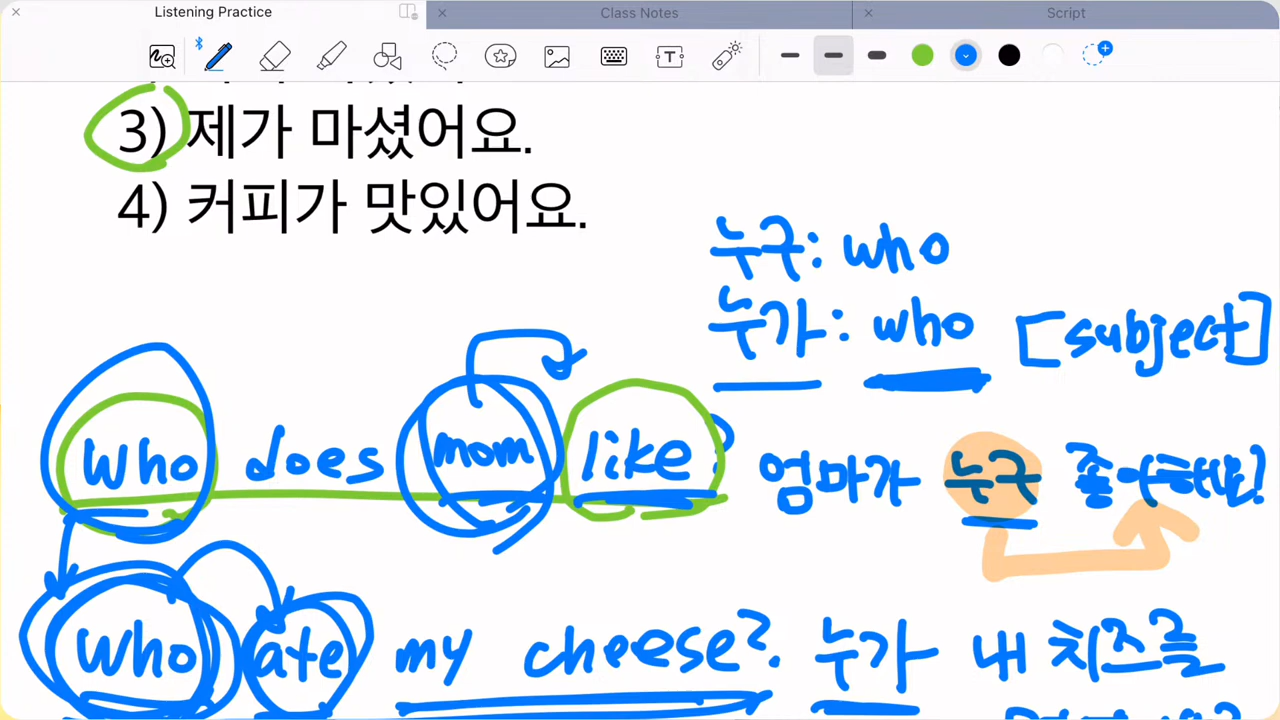 Listening Practice
Class Notes
Script
3) 제가 마셨어요.
4) 커피가 맛있어요.
누구: who
누가: who [subject]
Who does mom like? 엄마가 누구 좋아해요?
Who ate my cheese? 누가 내 치즈를